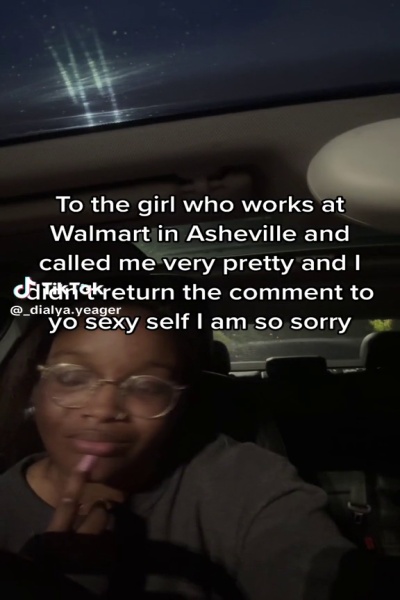 To the girl who works at
Walmart in Asheville and
called me very pretty and I
TikTok
didn't return the comment to
@_dialya.yeager
yo sexy self I am so sorry